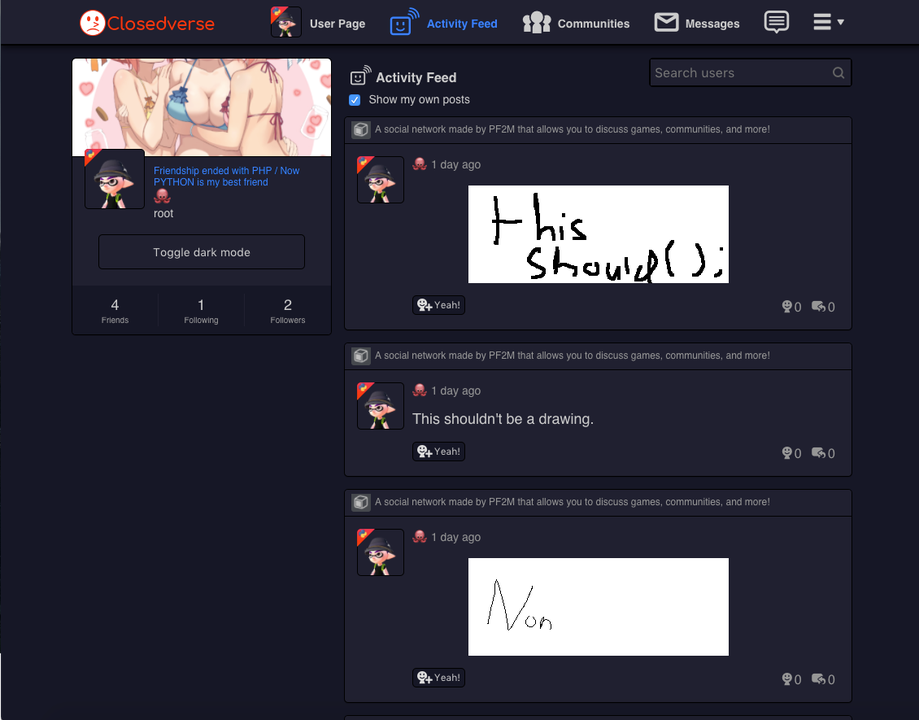 Closedverse
User Page
Activity Feed
Communities
Messages
Friendship ended with PHP / Now
PYTHON is my best friend
root
Toggle dark mode
4
Friends
1
Following
2
Followers
Activity Feed
Search users
Show my own posts
A social network made by PF2M that allows you to discuss games, communities, and more!
1 day ago
this
should();
Yeah!
0
0
A social network made by PF2M that allows you to discuss games, communities, and more!
1 day ago
This shouldn't be a drawing.
Yeah!
0
0
A social network made by PF2M that allows you to discuss games, communities, and more!
1 day ago
Non
Yeah!
0
0